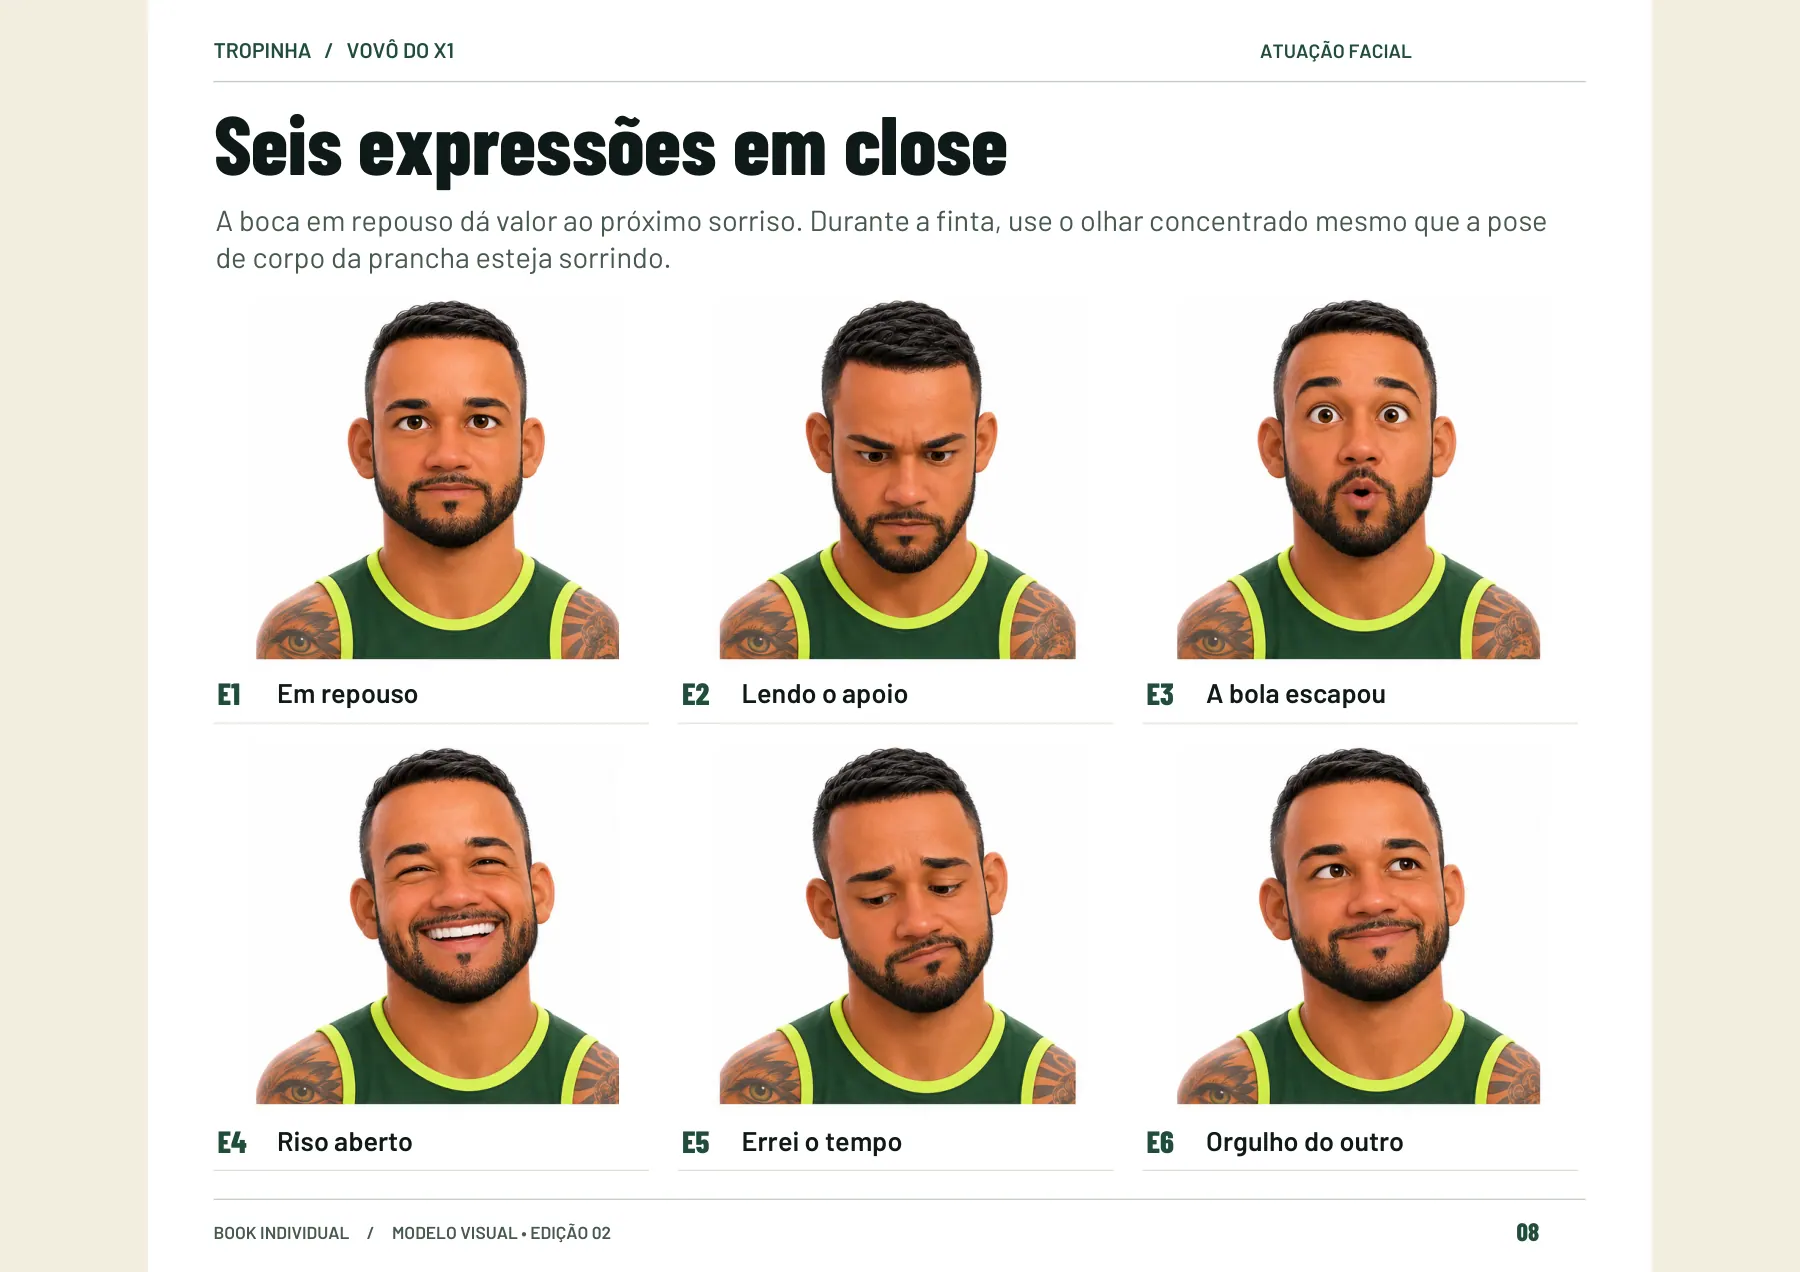 TROPINHA / VOVÔ DO X1
ATUAÇÃO FACIAL
Seis expressões em close
A boca em repouso dá valor ao próximo sorriso. Durante a finta, use o olhar concentrado mesmo que a pose
de corpo da prancha esteja sorrindo.
E1 Em repouso
E2 Lendo o apoio
E3 A bola escapou
E4 Riso aberto
E5 Errei o tempo
E6 Orgulho do outro
BOOK INDIVIDUAL / MODELO VISUAL • EDIÇÃO 02
08